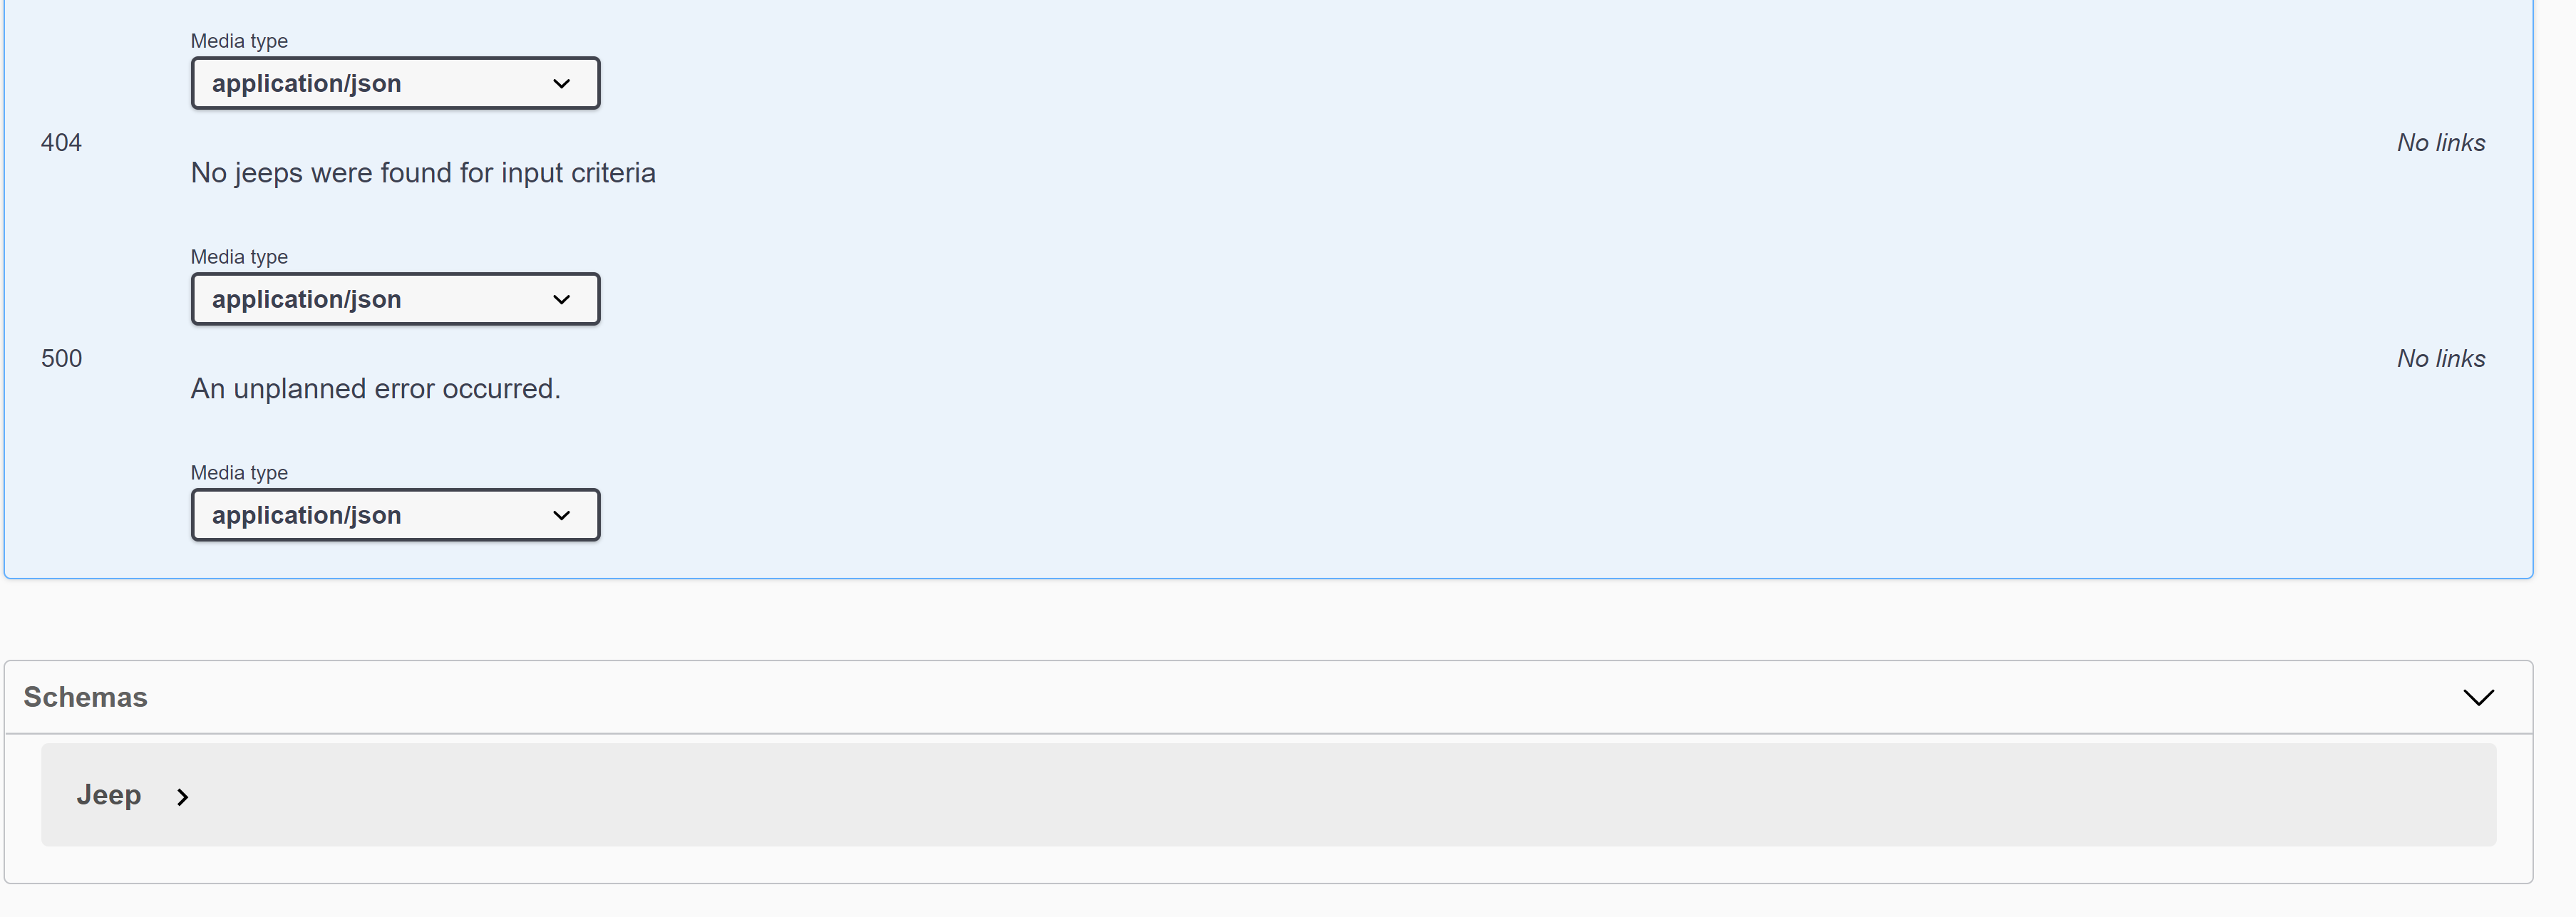 Media type
application/json
404
No links
No jeeps were found for input criteria
Media type
application/json
500
No links
An unplanned error occurred.
Media type
application/json
Schemas
Jeep